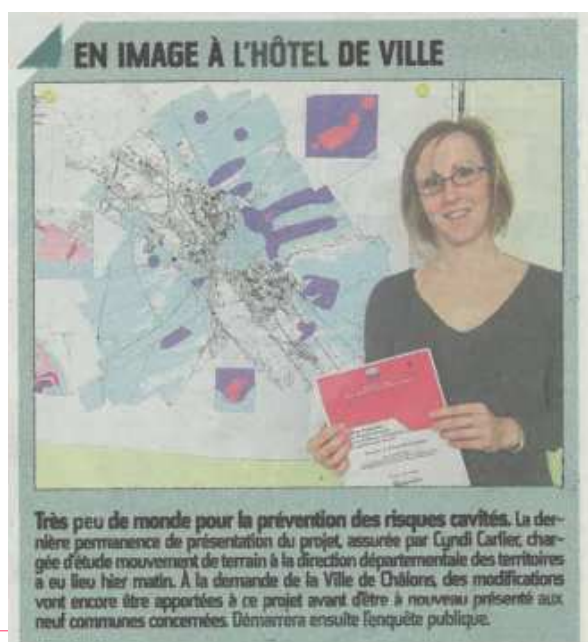 EN IMAGE À L'HÔTEL DE VILLE
Très peu de monde pour la prévention des risques cavités. La der-
nière permanence de présentation du projet, assurée par Cyndi Carlier, char-
gée d'étude mouvement de terrain à la direction départementale des territoires
a eu lieu hier matin. À la demande de la Ville de Châlons, des modifications
vont encore être apportées à ce projet avant d'être à nouveau présenté aux
neuf communes concernées. Démarrera ensuite l'enquête publique.